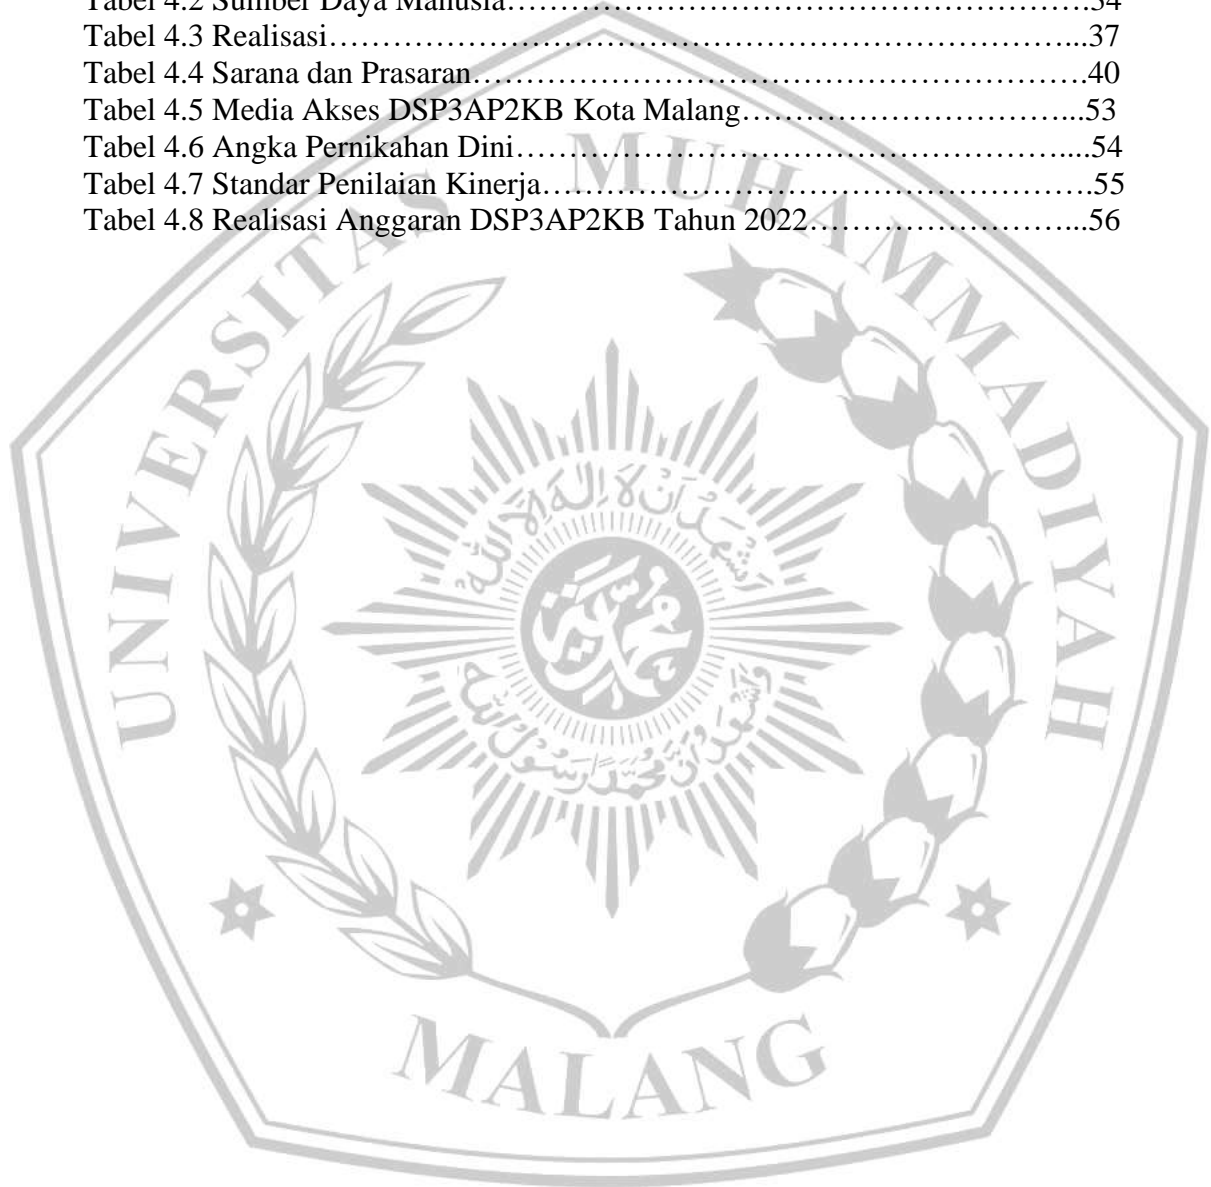 Tabel 4.2 Sumber Daya Manusia……………………………………………….34
Tabel 4.3 Realisasi……………………………………………………………...37
Tabel 4.4 Sarana dan Prasaran………………………………………………….40
Tabel 4.5 Media Akses DSP3AP2KB Kota Malang…………………………...53
Tabel 4.6 Angka Pernikahan Dini……………………………………………....54
Tabel 4.7 Standar Penilaian Kinerja…………………………………………….55
Tabel 4.8 Realisasi Anggaran DSP3AP2KB Tahun 2022……………………...56
UNIVERSITAS MUHAMMADIYAH
MALANG